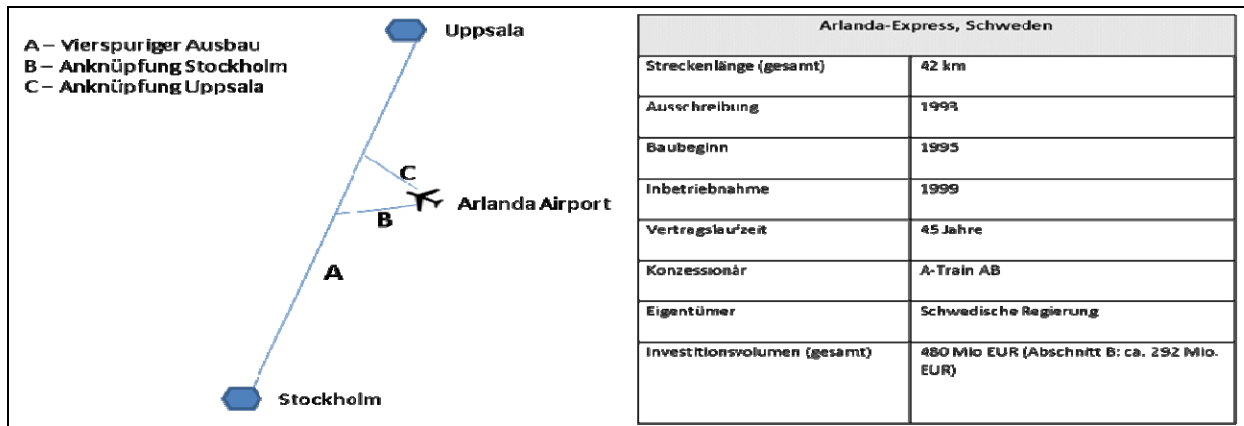 A – Vierspuriger Ausbau
B – Anknüpfung Stockholm
C – Anknüpfung Uppsala
Uppsala
C
Arlanda Airport
B
A
Stockholm
Arlanda-Express, Schweden
Streckenlänge (gesamt) 42 km
Ausschreibung 1993
Baubeginn 1995
Inbetriebnahme 1999
Vertragslaufzeit 45 Jahre
Konzessionär A-Train AB
Eigentümer Schwedische Regierung
Investitionsvolumen (gesamt) 480 Mio EUR (Abschnitt B: ca. 292 Mio.
EUR)